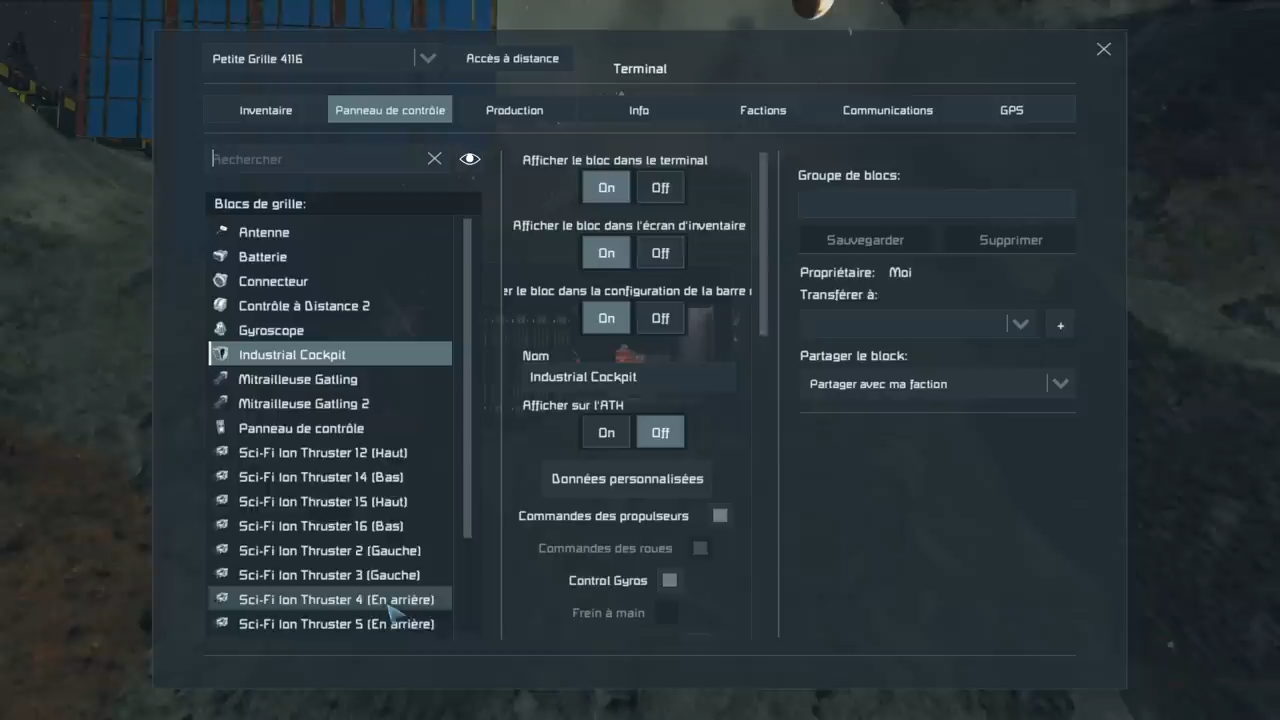 Petite Grille 4116
Accès à distance
Terminal
Inventaire
Panneau de contrôle
Production
Info
Factions
Communications
GPS
Rechercher
Blocs de grille:
Antenne
Batterie
Connecteur
Contrôle à Distance 2
Gyroscope
Industrial Cockpit
Mitrailleuse Gatling
Mitrailleuse Gatling 2
Panneau de contrôle
Sci-Fi Ion Thruster 12 (Haut)
Sci-Fi Ion Thruster 14 (Bas)
Sci-Fi Ion Thruster 15 (Haut)
Sci-Fi Ion Thruster 16 (Bas)
Sci-Fi Ion Thruster 2 (Gauche)
Sci-Fi Ion Thruster 3 (Gauche)
Sci-Fi Ion Thruster 4 (En arrière)
Sci-Fi Ion Thruster 5 (En arrière)
Afficher le bloc dans le terminal
On Off
Afficher le bloc dans l'écran d'inventaire
On Off
er le bloc dans la configuration de la barre
On Off
Nom
Industrial Cockpit
Afficher sur l'ATH
On Off
Données personnalisées
Commandes des propulseurs
Commandes des roues
Control Gyros
Frein à main
Groupe de blocs:
Sauvegarder
Supprimer
Propriétaire: Moi
Transférer à:
+
Partager le block:
Partager avec ma faction